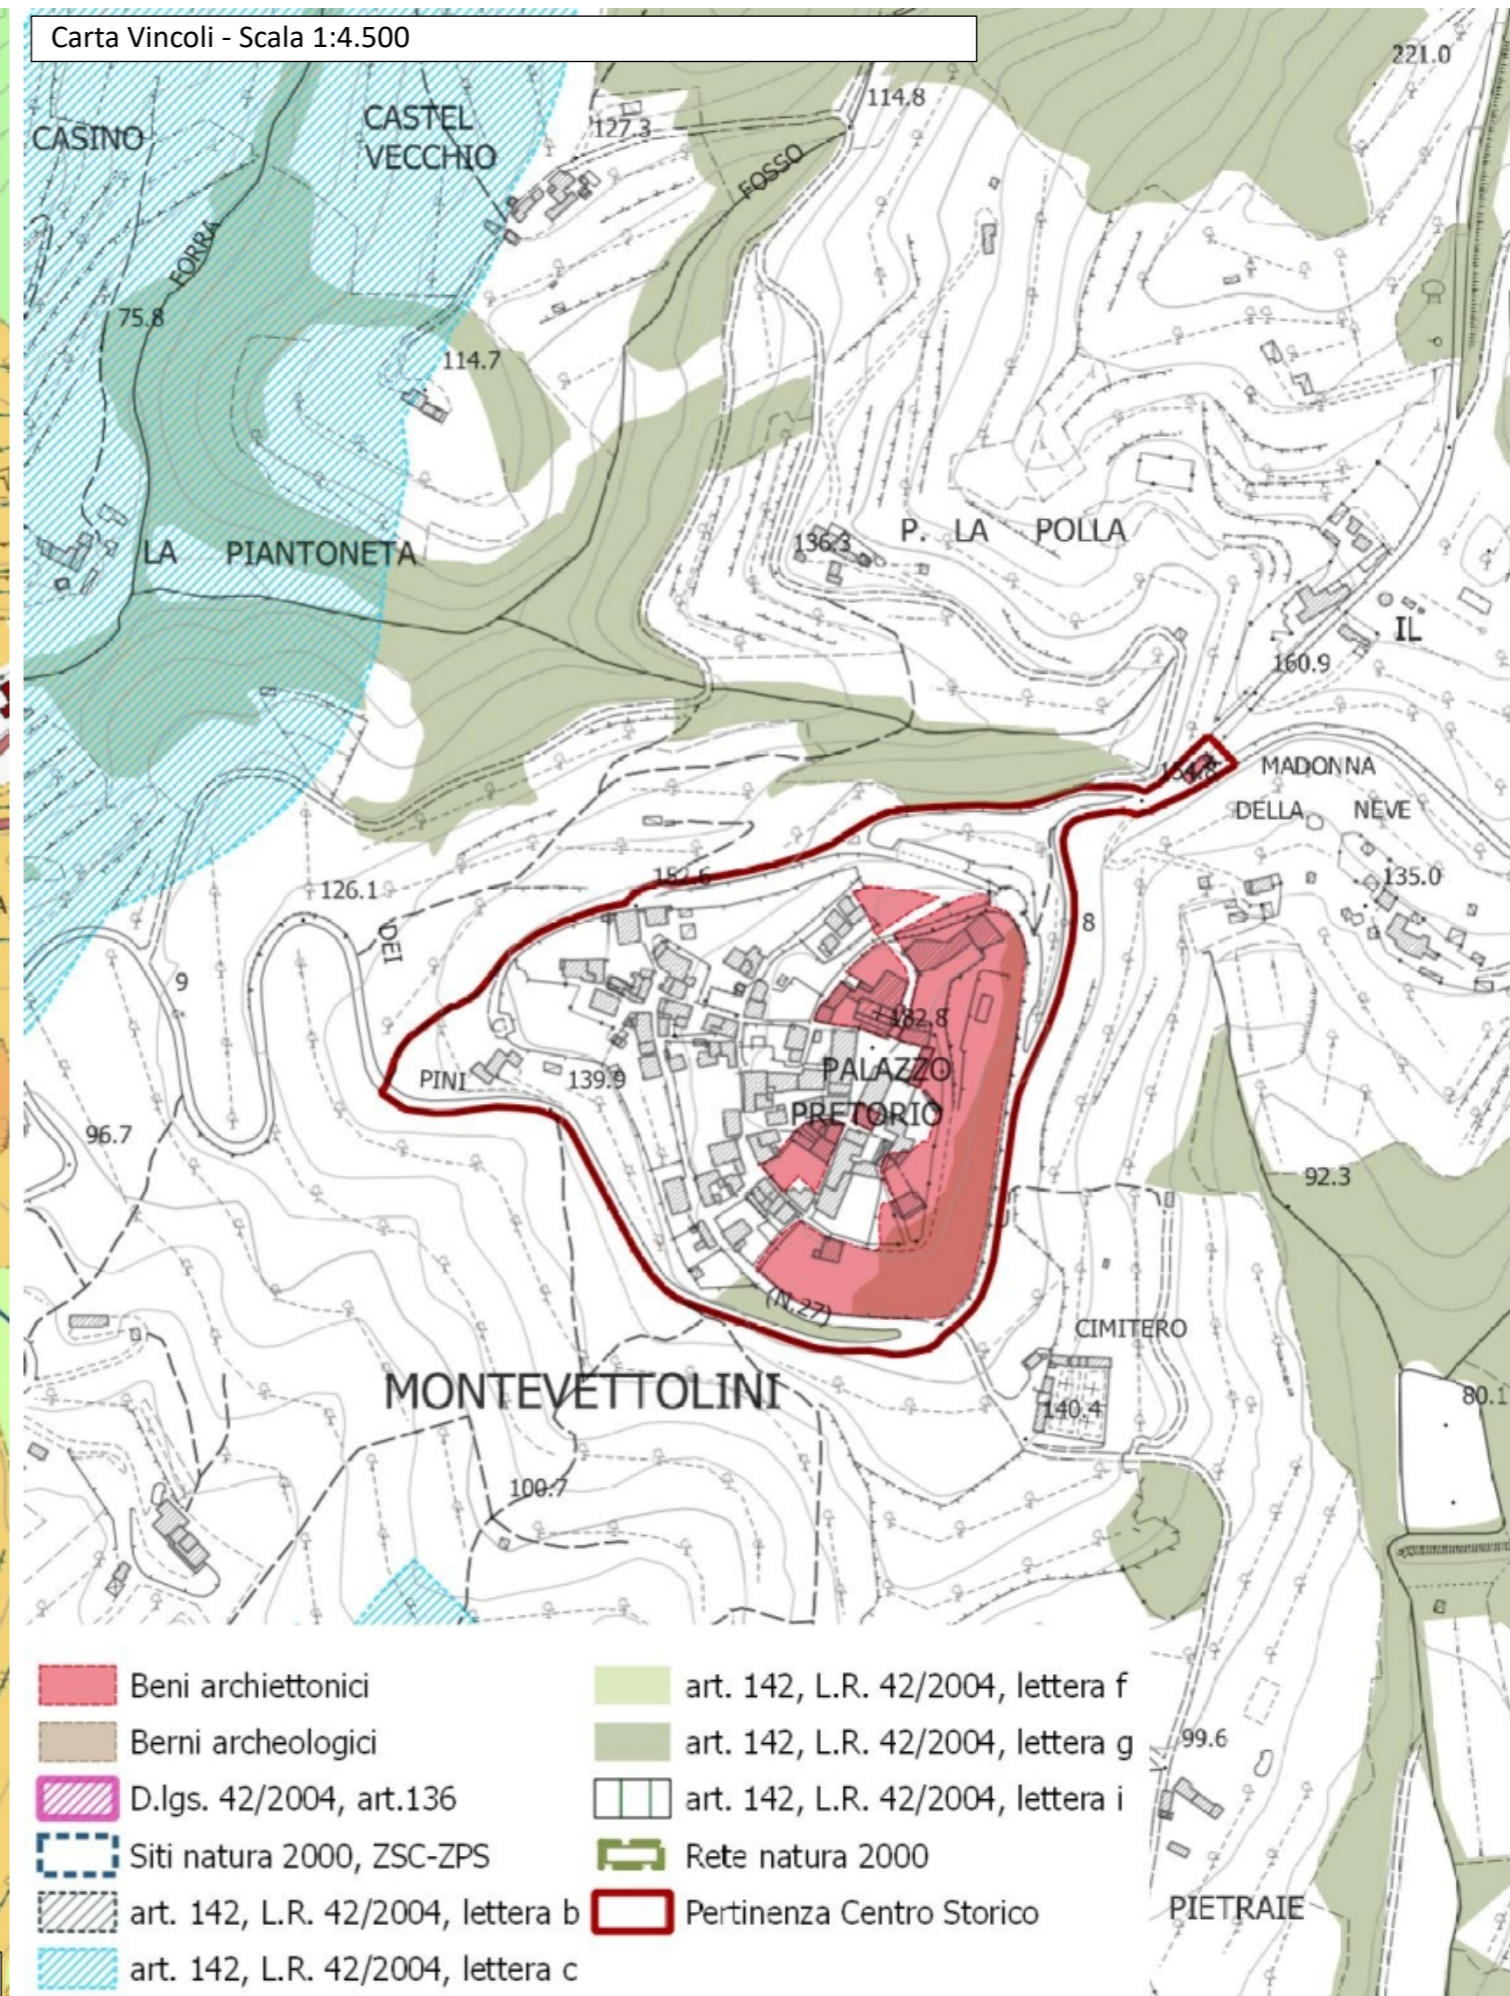 Carta Vincoli - Scala 1:4.500
221.0
114.8
CASINO
CASTEL
VECCHIO
127.3
FOSSO
FORRA
75.8
114.7
LA PIANTONETA
136.3
P. LA POLLA
IL
160.9
154.8
MADONNA
DELLA NEVE
152.6
126.1
135.0
DEI
8
9
182.8
PINI
139.9
PALAZZO
PRETORIO
96.7
92.3
(N.27)
CIMITERO
MONTEVETTOLINI
140.4
80.1
100.7
Beni archiettonici
Berni archeologici
D.lgs. 42/2004, art.136
Siti natura 2000, ZSC-ZPS
art. 142, L.R. 42/2004, lettera b
art. 142, L.R. 42/2004, lettera c
art. 142, L.R. 42/2004, lettera f
art. 142, L.R. 42/2004, lettera g
art. 142, L.R. 42/2004, lettera i
Rete natura 2000
Pertinenza Centro Storico
99.6
PIETRAIE